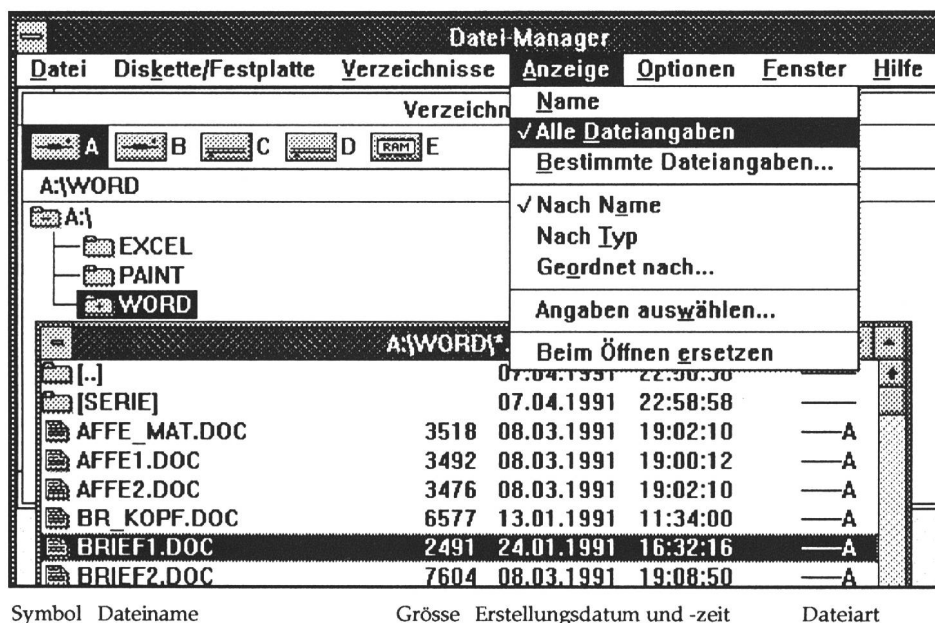 Datei-Manager
Datei Diskette/Festplatte Verzeichnisse Anzeige Optionen Fenster Hilfe
Verzeichn
A B C D RAM E
A:\WORD
A:\
EXCEL
PAINT
WORD
Name
✓Alle Dateiangaben
Bestimmte Dateiangaben...
✓Nach Name
Nach Typ
Geordnet nach...
Angaben auswählen...
Beim Öffnen ersetzen
A:\WORD\*.
[..] 07.04.1991
[SERIE] 07.04.1991 22:58:58 ——
AFFE_MAT.DOC 3518 08.03.1991 19:02:10 ——A
AFFE1.DOC 3492 08.03.1991 19:00:12 ——A
AFFE2.DOC 3476 08.03.1991 19:02:10 ——A
BR_KOPF.DOC 6577 13.01.1991 11:34:00 ——A
BRIEF1.DOC 2491 24.01.1991 16:32:16 ——A
BRIEF2.DOC 7604 08.03.1991 19:08:50 ——A
Symbol Dateiname Grösse Erstellungsdatum und -zeit Dateiart